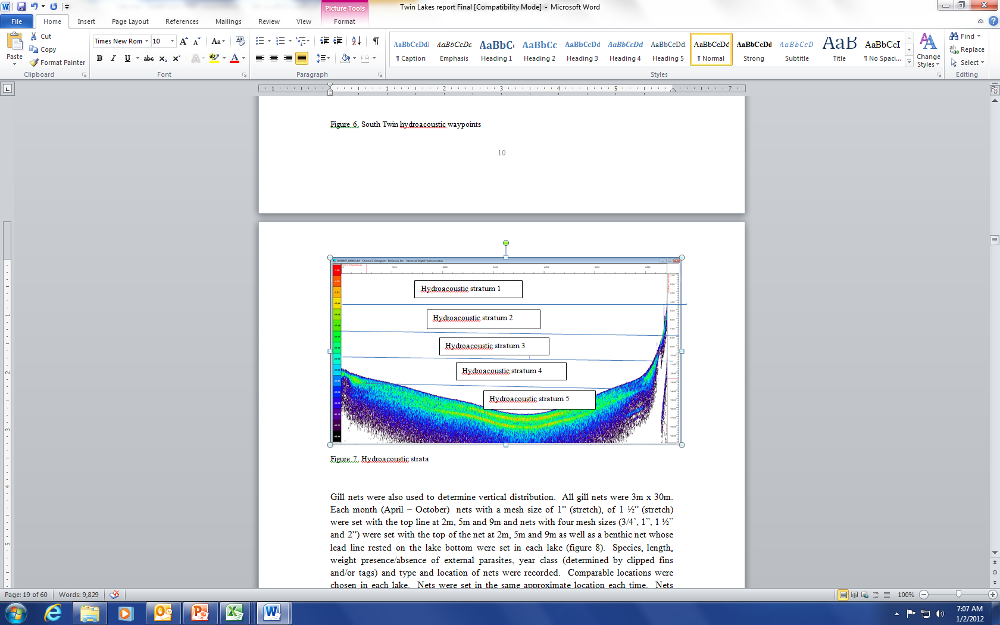 Twin Lakes report Final [Compatibility Mode] - Microsoft Word
Picture Tools
File Home Insert Page Layout References Mailings Review View Format
Paste
Cut
Copy
Format Painter
Clipboard
Times New Rom 10
Font
Paragraph
AaBbCcDd AaBbCcDc AaBbCc AaBbCc AaBbCcDd AaBbCcDd AaBbCcDd AaBbCcDc AaBbCcDd AaBbCcD AaB AaBbCcI
¶ Caption Emphasis Heading 1 Heading 2 Heading 3 Heading 4 Heading 5 ¶ Normal Strong Subtitle Title ¶ No Spaci...
Styles
Change Styles
Find
Replace
Select
Editing
1 1 2 3 4 5 7
Figure 6. South Twin hydroacoustic waypoints
10
Hydroacoustic stratum 1
Hydroacoustic stratum 2
Hydroacoustic stratum 3
Hydroacoustic stratum 4
Hydroacoustic stratum 5
Figure 7. Hydroacoustic strata
Gill nets were also used to determine vertical distribution. All gill nets were 3m x 30m.
Each month (April – October) nets with a mesh size of 1” (stretch), of 1 ½” (stretch)
were set with the top line at 2m, 5m and 9m and nets with four mesh sizes (3/4’, 1”, 1 ½”
and 2”) were set with the top of the net at 2m, 5m and 9m as well as a benthic net whose
lead line rested on the lake bottom were set in each lake (figure 8). Species, length,
weight presence/absence of external parasites, year class (determined by clipped fins
and/or tags) and type and location of nets were recorded. Comparable locations were
chosen in each lake. Nets were set in the same approximate location each time. Nets
Page: 19 of 60 Words: 9,829 100%
7:07 AM
1/2/2012